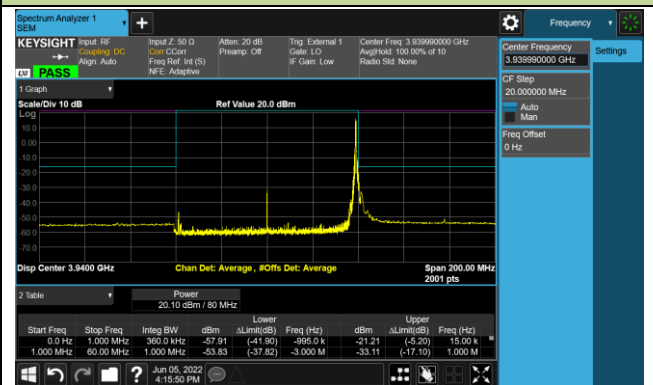 Spectrum Analyzer 1
SEM
Frequency
KEYSIGHT
Input: RF
Coupling: DC
Align: Auto
Input Z: 50 Ω
Corr CCorr
Freq Ref: Int (S)
NFE: Adaptive
Atten: 20 dB
Preamp: Off
Trig: External 1
Gate: LO
IF Gain: Low
Center Freq: 3.939990000 GHz
Avg|Hold: 100.00% of 10
Radio Std: None
LXI PASS
Center Frequency
3.939990000 GHz
Settings
CF Step
20.000000 MHz
Auto
Man
Freq Offset
0 Hz
1 Graph
Scale/Div 10 dB
Ref Value 20.0 dBm
Log
10.0
0.00
-10.0
-20.0
-30.0
-40.0
-50.0
-60.0
-70.0
Disp Center 3.9400 GHz
Chan Det: Average , #Offs Det: Average
Span 200.00 MHz
2001 pts
2 Table
Power
20.10 dBm / 80 MHz
Lower Upper
Start Freq Stop Freq Integ BW dBm ΔLimit(dB) Freq (Hz) dBm ΔLimit(dB) Freq (Hz)
0.0 Hz 1.000 MHz 360.0 kHz -57.91 (-41.90) -995.0 k -21.21 (-5.20) 15.00 k
1.000 MHz 60.00 MHz 1.000 MHz -53.83 (-37.82) -3.000 M -33.11 (-17.10) 1.000 M
?
Jun 05, 2022
4:15:50 PM